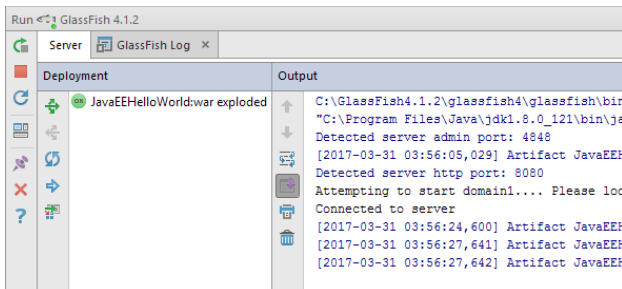 Run GlassFish 4.1.2
Server GlassFish Log ×
Deployment
Output
ON JavaEEHelloWorld:war exploded
C:\GlassFish4.1.2\glassfish4\glassfish\bin
"C:\Program Files\Java\jdk1.8.0_121\bin\ja
Detected server admin port: 4848
[2017-03-31 03:56:05,029] Artifact JavaEEH
Detected server http port: 8080
Attempting to start domain1.... Please loo
Connected to server
[2017-03-31 03:56:24,600] Artifact JavaEEH
[2017-03-31 03:56:27,641] Artifact JavaEEH
[2017-03-31 03:56:27,642] Artifact JavaEEH